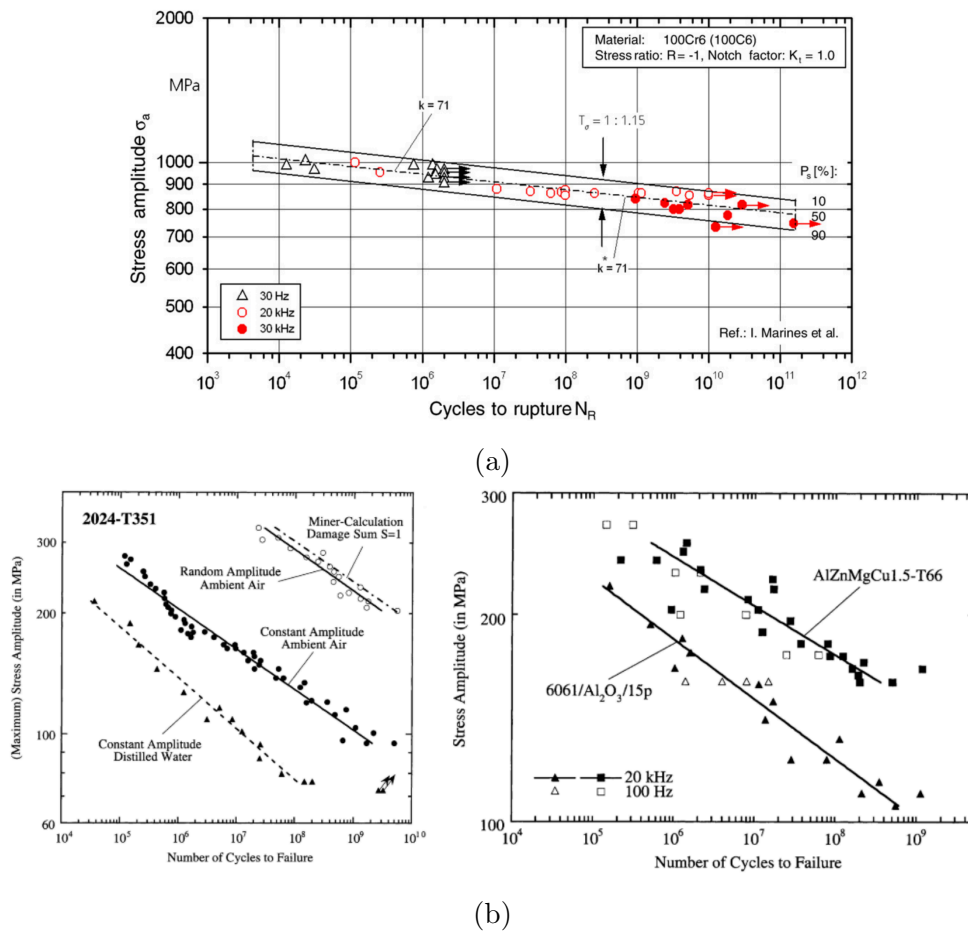 2000
Material: 100Cr6 (100C6)
Stress ratio: R= -1, Notch factor: Kt = 1.0
MPa
k = 71
Tσ = 1 : 1.15
Stress amplitude σa
1000
900
800
700
600
500
400
Ps [%]:
10
50
90
k* = 71
30 Hz
20 kHz
30 kHz
Ref.: I. Marines et al.
10³ 10⁴ 10⁵ 10⁶ 10⁷ 10⁸ 10⁹ 10¹⁰ 10¹¹ 10¹²
Cycles to rupture NR
(a)
2024-T351
Miner-Calculation
Damage Sum S=1
Random Amplitude
Ambient Air
Constant Amplitude
Ambient Air
Constant Amplitude
Distilled Water
(Maximum) Stress Amplitude (in MPa)
300
200
100
60
10⁴ 10⁵ 10⁶ 10⁷ 10⁸ 10⁹ 10¹⁰
Number of Cycles to Failure
300
200
100
Stress Amplitude (in MPa)
AlZnMgCu1.5-T66
6061/Al₂O₃/15p
20 kHz
100 Hz
10⁴ 10⁵ 10⁶ 10⁷ 10⁸ 10⁹
Number of Cycles to Failure
(b)